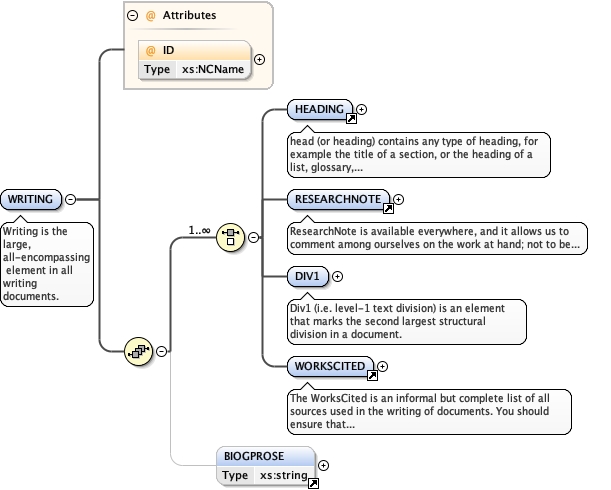 Attributes
@ ID
Type xs:NCName
HEADING
head (or heading) contains any type of heading, for
example the title of a section, or the heading of a
list, glossary,...
WRITING
Writing is the
large,
all-encompassing
element in all
writing
documents.
RESEARCHNOTE
ResearchNote is available everywhere, and it allows us to
comment among ourselves on the work at hand; not to be...
1..∞
DIV1
Div1 (i.e. level-1 text division) is an element
that marks the second largest structural
division in a document.
WORKSCITED
The WorksCited is an informal but complete list of all
sources used in the writing of documents. You should
ensure that...
BIOGPROSE
Type xs:string